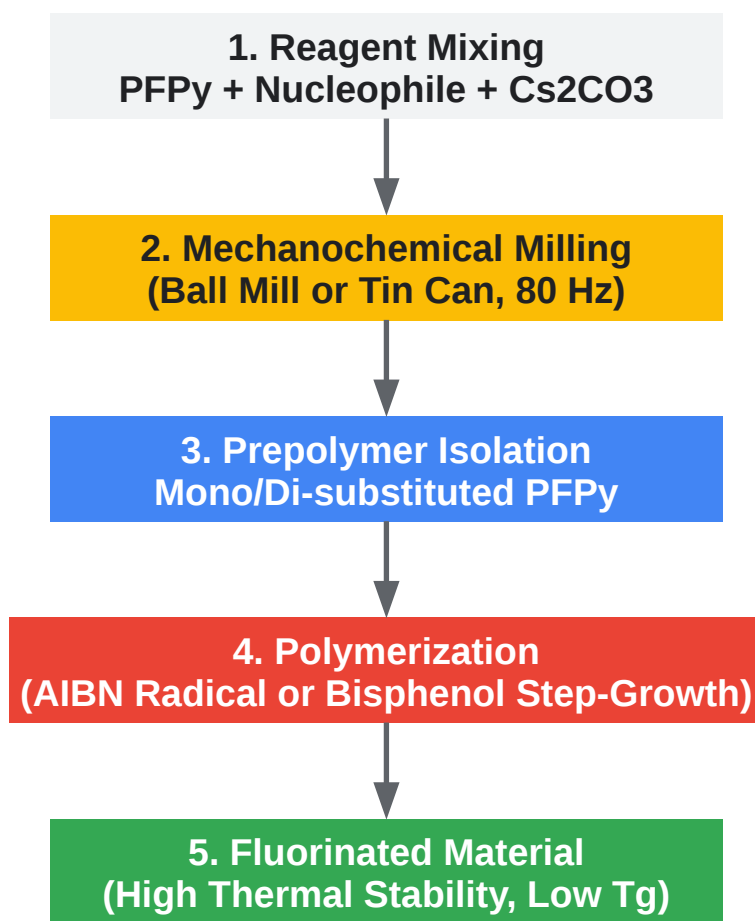 1. Reagent Mixing
PFPy + Nucleophile + Cs2CO3
2. Mechanochemical Milling
(Ball Mill or Tin Can, 80 Hz)
3. Prepolymer Isolation
Mono/Di-substituted PFPy
4. Polymerization
(AIBN Radical or Bisphenol Step-Growth)
5. Fluorinated Material
(High Thermal Stability, Low Tg)